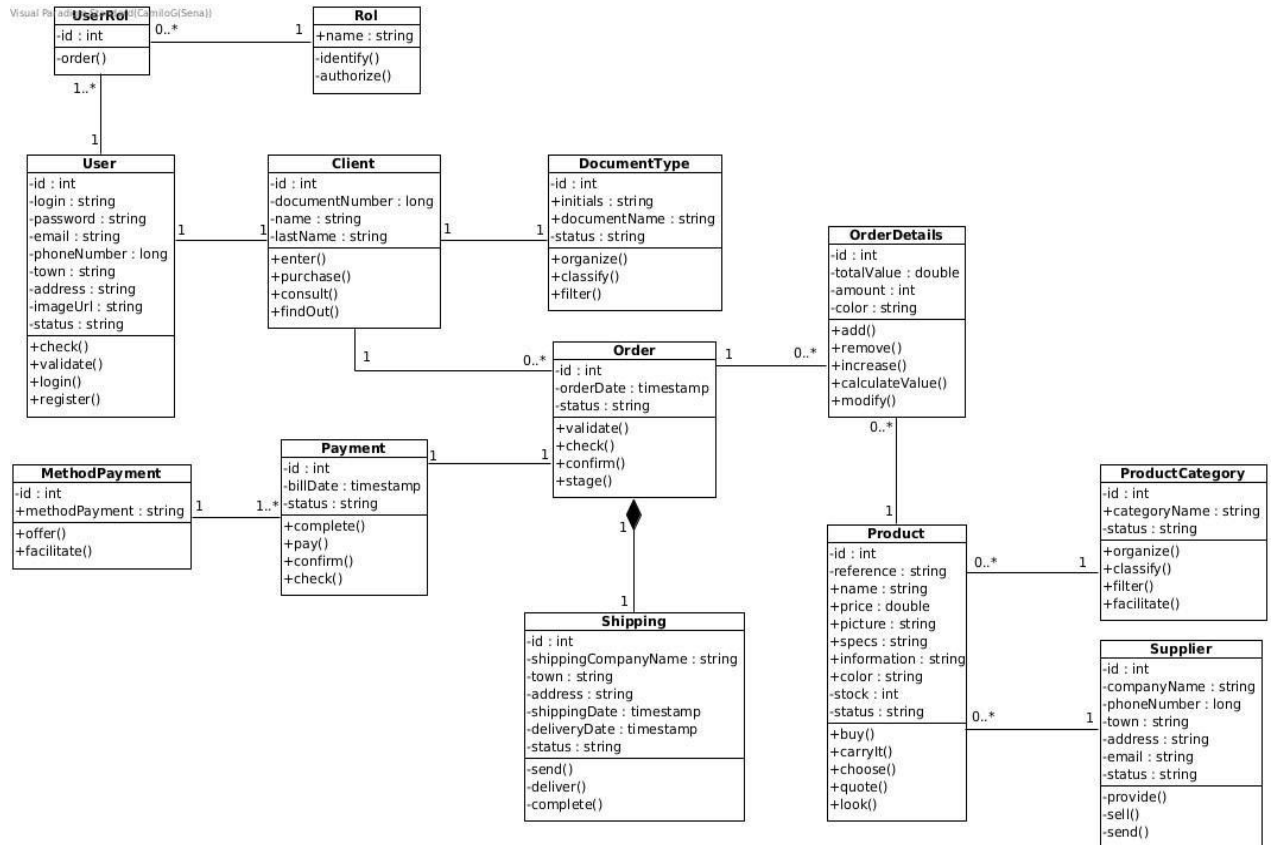 Visual Paradigm Standard(CamiloG(Sena))
UserRol
-id : int
-order()
0..*
1
Rol
+name : string
-identify()
-authorize()
1..*
1
User
-id : int
-login : string
-password : string
-email : string
-phoneNumber : long
-town : string
-address : string
-imageUrl : string
-status : string
+check()
+validate()
+login()
+register()
1
1
Client
-id : int
-documentNumber : long
-name : string
-lastName : string
+enter()
+purchase()
+consult()
+findOut()
1
1
DocumentType
-id : int
+initials : string
+documentName : string
-status : string
+organize()
+classify()
+filter()
1
0..*
Order
-id : int
-orderDate : timestamp
-status : string
+validate()
+check()
+confirm()
+stage()
1
0..*
OrderDetails
-id : int
-totalValue : double
-amount : int
-color : string
+add()
+remove()
+increase()
+calculateValue()
+modify()
0..*
1
MethodPayment
-id : int
+methodPayment : string
+offer()
+facilitate()
1
1..*
Payment
-id : int
-billDate : timestamp
-status : string
+complete()
+pay()
+confirm()
+check()
1
1
1
1
Shipping
-id : int
-shippingCompanyName : string
-town : string
-address : string
-shippingDate : timestamp
-deliveryDate : timestamp
-status : string
-send()
-deliver()
-complete()
Product
-id : int
-reference : string
+name : string
+price : double
+picture : string
+specs : string
+information : string
+color : string
-stock : int
-status : string
+buy()
+carryIt()
+choose()
+quote()
+look()
0..*
1
ProductCategory
-id : int
+categoryName : string
-status : string
+organize()
+classify()
+filter()
+facilitate()
0..*
1
Supplier
-id : int
-companyName : string
-phoneNumber : long
-town : string
-address : string
-email : string
-status : string
-provide()
-sell()
-send()